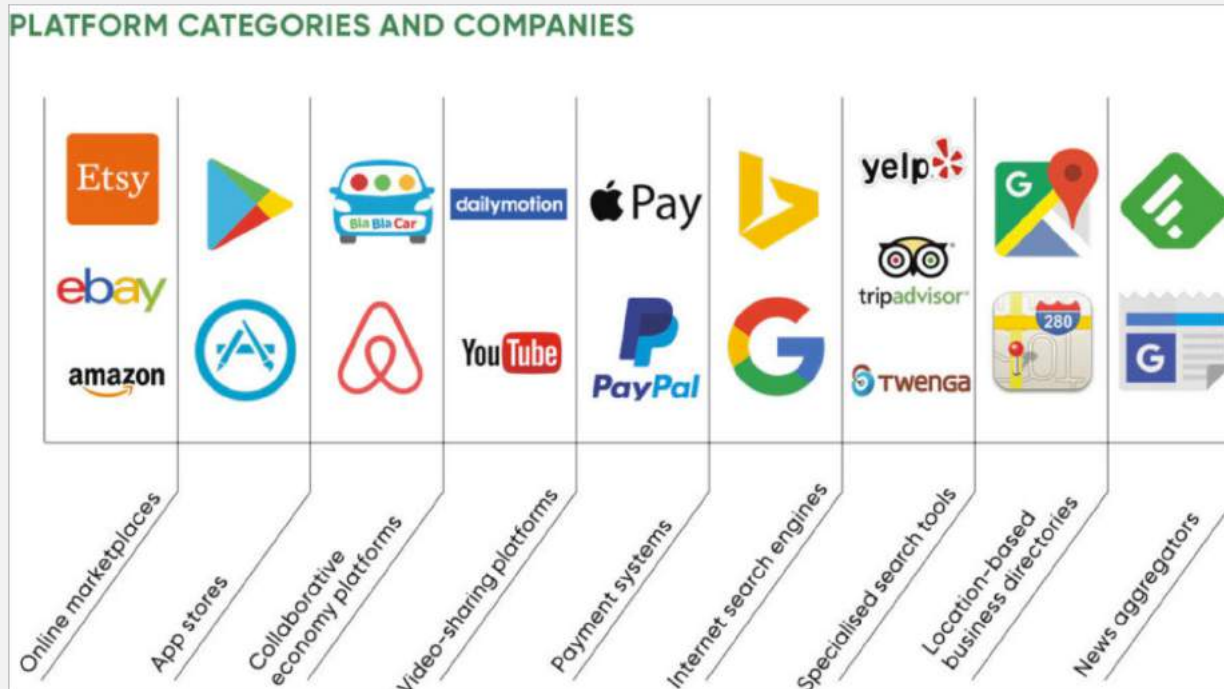 PLATFORM CATEGORIES AND COMPANIES
Etsy
ebay
amazon
Bla Bla Car
dailymotion
YouTube
Pay
PayPal
G
yelp
tripadvisor
TWENGA
G
280
G
Online marketplaces
App stores
Collaborative
economy platforms
Video-sharing platforms
Payment systems
Internet search engines
Specialised search tools
Location-based
business directories
News aggregators